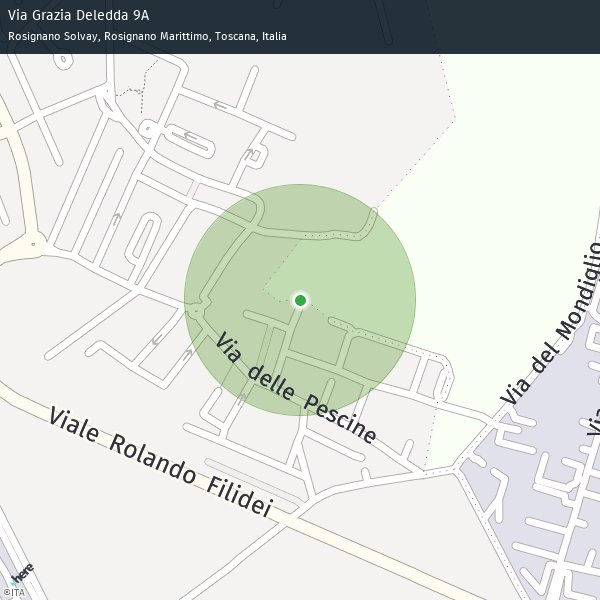 Via Grazia Deledda 9A
Rosignano Solvay, Rosignano Marittimo, Toscana, Italia
Via del Mondiglio
Via delle Pescine
Via
Viale Rolando Filidei
here
©ITA